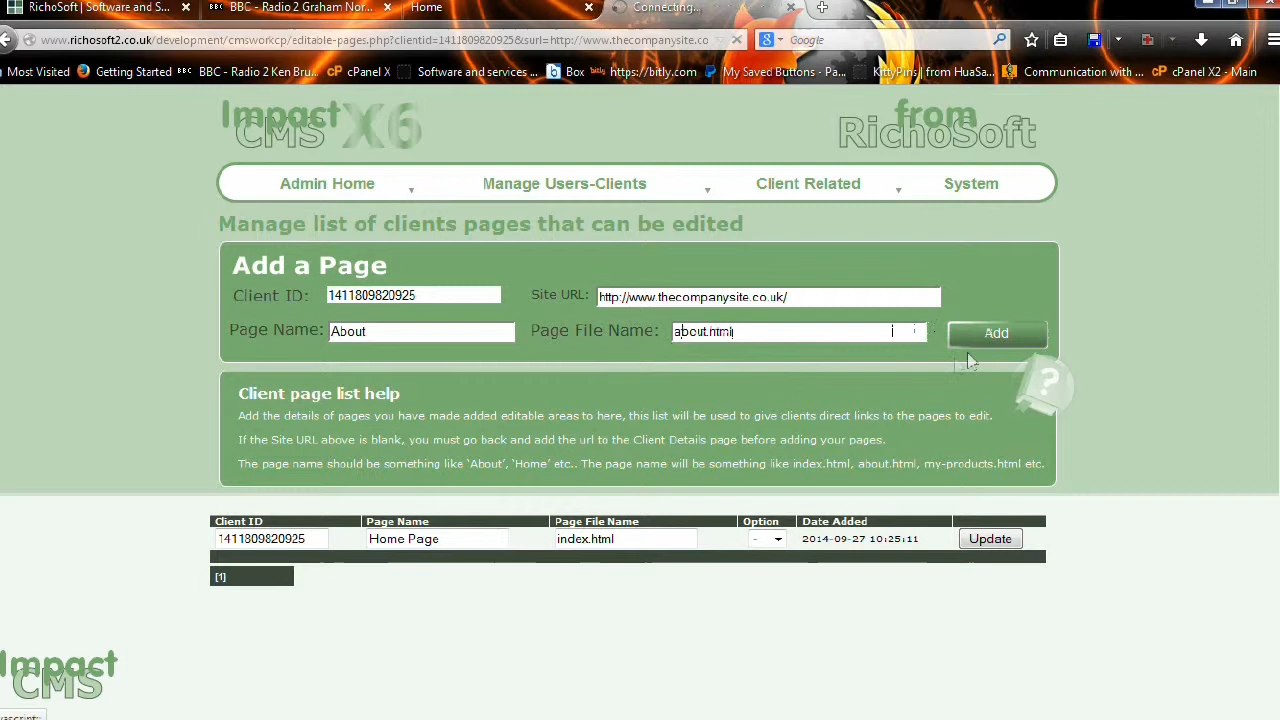 RichoSoft | Software and S...
BBC - Radio 2 Graham Nor...
Home
Connecting...
www.richosoft2.co.uk/development/cmsworkcp/editable-pages.php?clientid=1411809820925&surl=http://www.thecompanysite.co
Google
Most Visited
Getting Started
BBC - Radio 2 Ken Bru...
cPanel X
Software and services ...
Box
https://bitly.com
My Saved Buttons - Pa...
KittyPins | from HuaSa...
Communication with ...
cPanel X2 - Main
Impact
CMS X6
from
RichoSoft
Admin Home
Manage Users-Clients
Client Related
System
Manage list of clients pages that can be edited
Add a Page
Client ID: 1411809820925
Site URL: http://www.thecompanysite.co.uk/
Page Name: About
Page File Name: about.html
Add
?
Client page list help
Add the details of pages you have made added editable areas to here, this list will be used to give clients direct links to the pages to edit.
If the Site URL above is blank, you must go back and add the url to the Client Details page before adding your pages.
The page name should be something like 'About', 'Home' etc.. The page name will be something like index.html, about.html, my-products.html etc.
Client ID Page Name Page File Name Option Date Added
1411809820925 Home Page index.html - 2014-09-27 10:25:11 Update
[1]
Impact
CMS